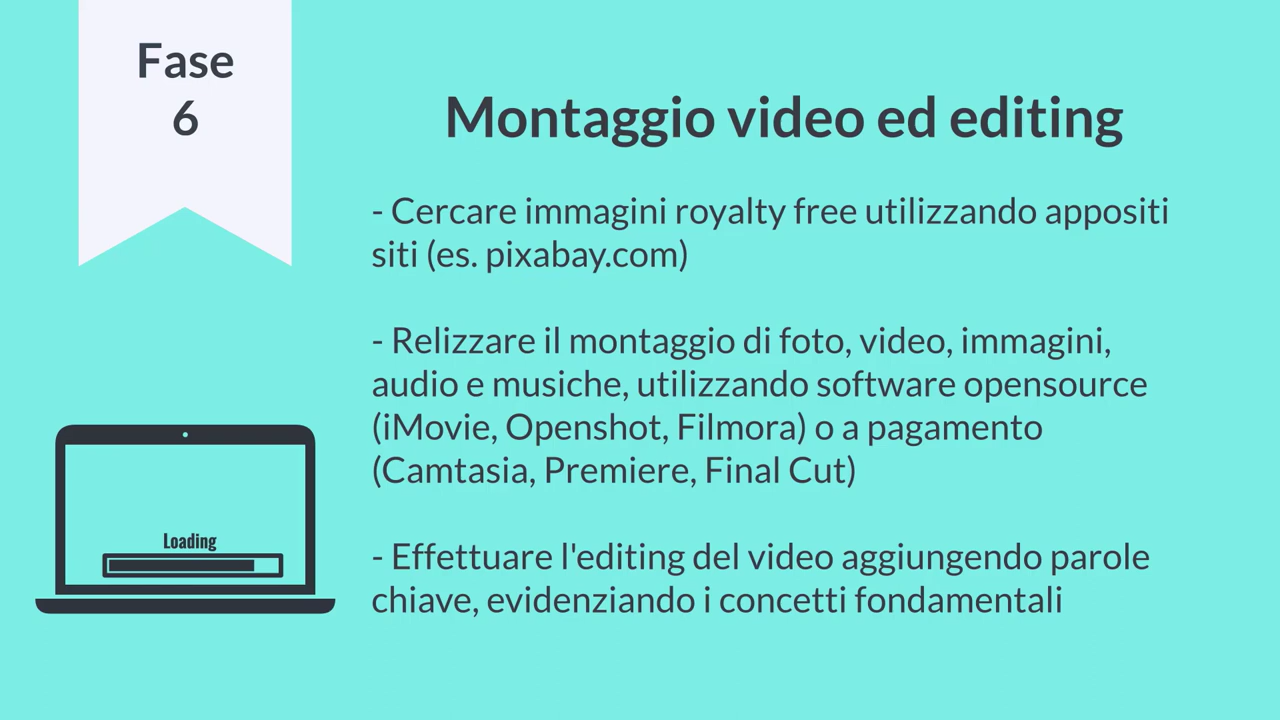 Fase
6
Montaggio video ed editing
- Cercare immagini royalty free utilizzando appositi
siti (es. pixabay.com)
- Relizzare il montaggio di foto, video, immagini,
audio e musiche, utilizzando software opensource
(iMovie, Openshot, Filmora) o a pagamento
(Camtasia, Premiere, Final Cut)
- Effettuare l'editing del video aggiungendo parole
chiave, evidenziando i concetti fondamentali
Loading